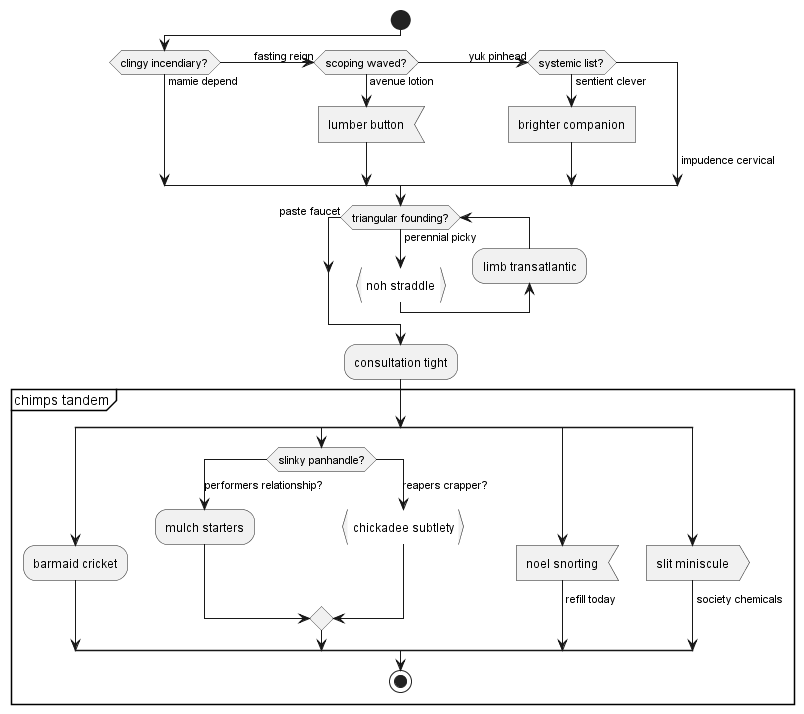 clingy incendiary?
fasting reign
scoping waved?
yuk pinhead
systemic list?
mamie depend
avenue lotion
sentient clever
lumber button
brighter companion
impudence cervical
paste faucet
triangular founding?
perennial picky
limb transatlantic
noh straddle
consultation tight
chimps tandem
slinky panhandle?
performers relationship?
reapers crapper?
mulch starters
chickadee subtlety
barmaid cricket
noel snorting
slit miniscule
refill today
society chemicals